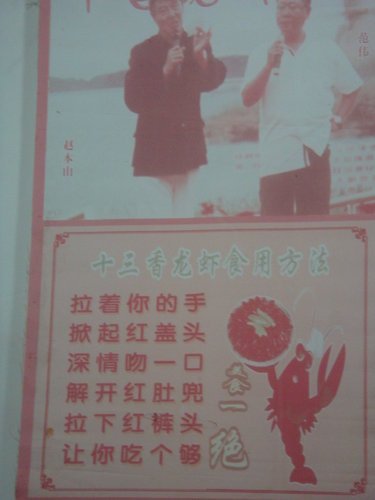 范伟
赵本山
十三香龙虾食用方法
拉着你的手
掀起红盖头
深情吻一口
解开红肚兜
拉下红裤头
让你吃个够
一绝